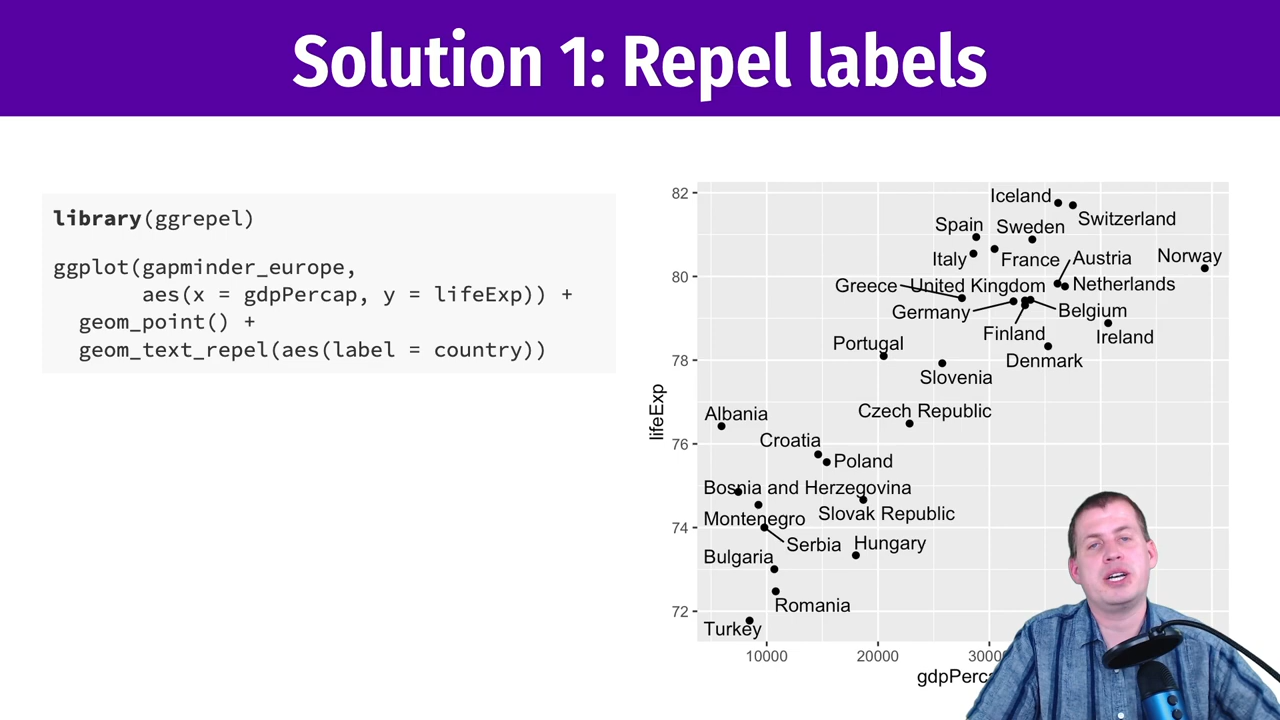 Solution 1: Repel labels
library(ggrepel)
ggplot(gapminder_europe,
aes(x = gdpPercap, y = lifeExp)) +
geom_point() +
geom_text_repel(aes(label = country))
82
80
78
76
74
72
lifeExp
Iceland
Switzerland
Spain
Sweden
Italy
France
Austria
Norway
Greece
United Kingdom
Netherlands
Germany
Belgium
Finland
Ireland
Portugal
Denmark
Slovenia
Albania
Czech Republic
Croatia
Poland
Bosnia and Herzegovina
Montenegro
Slovak Republic
Serbia
Hungary
Bulgaria
Romania
Turkey
10000
20000
3000
gdpPerca